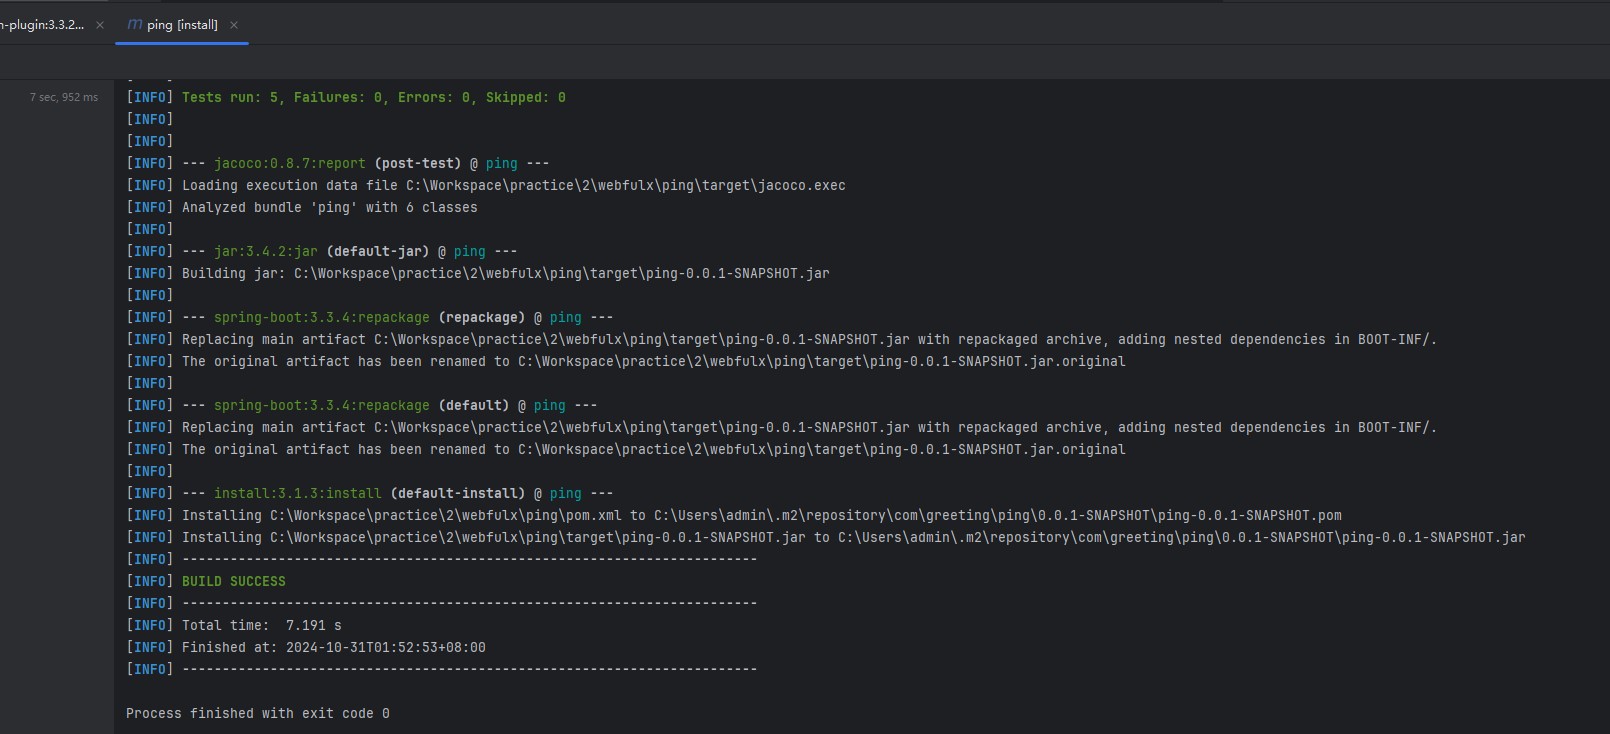 n-plugin:3.3.2... ×
m ping [install] ×
7 sec, 952 ms
[INFO] Tests run: 5, Failures: 0, Errors: 0, Skipped: 0
[INFO]
[INFO]
[INFO] --- jacoco:0.8.7:report (post-test) @ ping ---
[INFO] Loading execution data file C:\Workspace\practice\2\webfulx\ping\target\jacoco.exec
[INFO] Analyzed bundle 'ping' with 6 classes
[INFO]
[INFO] --- jar:3.4.2:jar (default-jar) @ ping ---
[INFO] Building jar: C:\Workspace\practice\2\webfulx\ping\target\ping-0.0.1-SNAPSHOT.jar
[INFO]
[INFO] --- spring-boot:3.3.4:repackage (repackage) @ ping ---
[INFO] Replacing main artifact C:\Workspace\practice\2\webfulx\ping\target\ping-0.0.1-SNAPSHOT.jar with repackaged archive, adding nested dependencies in BOOT-INF/.
[INFO] The original artifact has been renamed to C:\Workspace\practice\2\webfulx\ping\target\ping-0.0.1-SNAPSHOT.jar.original
[INFO]
[INFO] --- spring-boot:3.3.4:repackage (default) @ ping ---
[INFO] Replacing main artifact C:\Workspace\practice\2\webfulx\ping\target\ping-0.0.1-SNAPSHOT.jar with repackaged archive, adding nested dependencies in BOOT-INF/.
[INFO] The original artifact has been renamed to C:\Workspace\practice\2\webfulx\ping\target\ping-0.0.1-SNAPSHOT.jar.original
[INFO]
[INFO] --- install:3.1.3:install (default-install) @ ping ---
[INFO] Installing C:\Workspace\practice\2\webfulx\ping\pom.xml to C:\Users\admin\.m2\repository\com\greeting\ping\0.0.1-SNAPSHOT\ping-0.0.1-SNAPSHOT.pom
[INFO] Installing C:\Workspace\practice\2\webfulx\ping\target\ping-0.0.1-SNAPSHOT.jar to C:\Users\admin\.m2\repository\com\greeting\ping\0.0.1-SNAPSHOT\ping-0.0.1-SNAPSHOT.jar
[INFO] ------------------------------------------------------------------------
[INFO] BUILD SUCCESS
[INFO] ------------------------------------------------------------------------
[INFO] Total time:  7.191 s
[INFO] Finished at: 2024-10-31T01:52:53+08:00
[INFO] ------------------------------------------------------------------------
Process finished with exit code 0